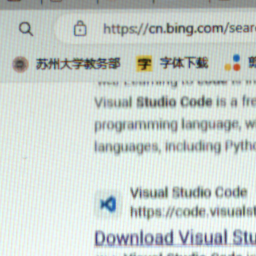 https://cn.bing.com/sear
苏州大学教务部 字 字体下载
Visual Studio Code is a fre
programming language, w
languages, including Pytho
Visual Studio Code
https://code.visualst
Download Visual Stu